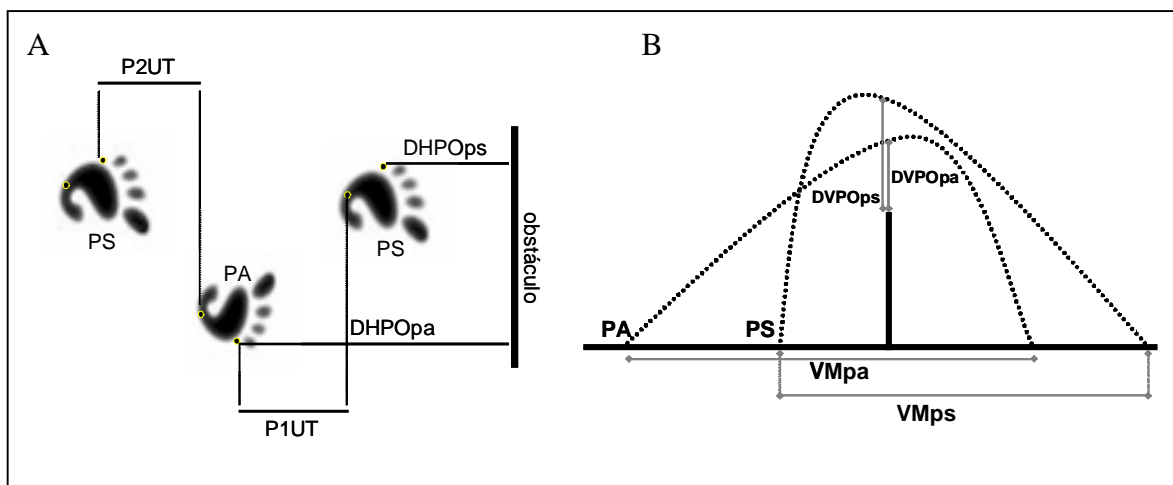 A
P2UT
DHPOps
PS
PS
PA
DHPOpa
obstáculo
P1UT
B
DVPOps
DVPOpa
PA
PS
VMpa
VMps